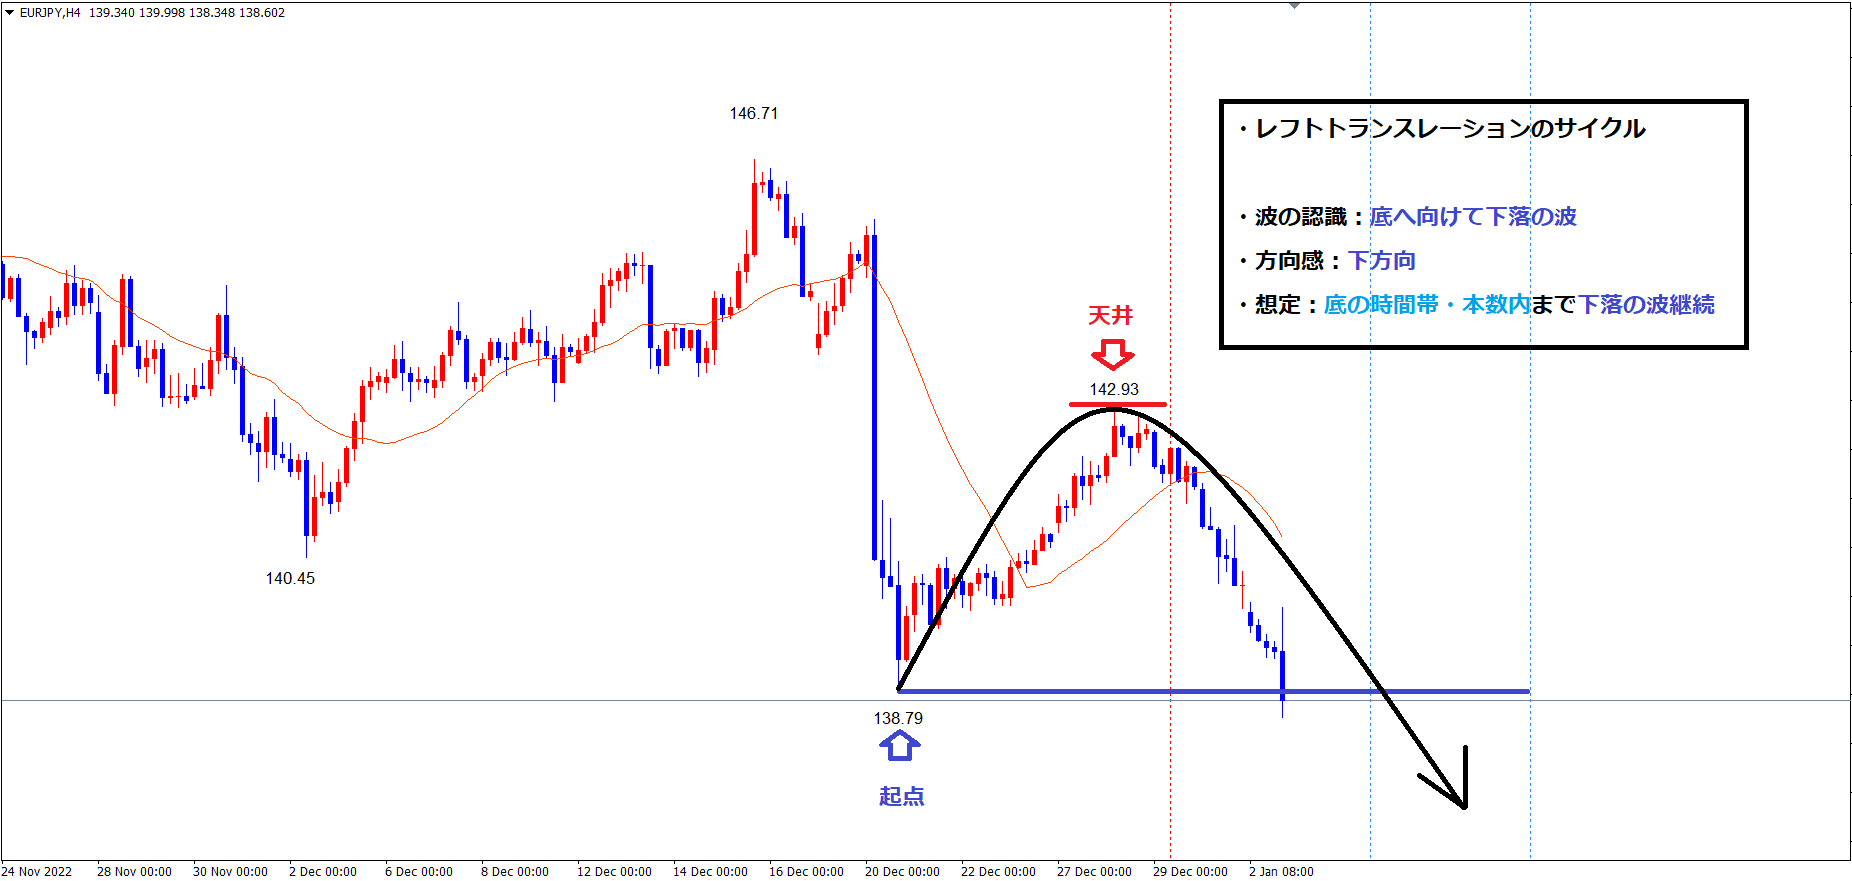 EURJPY,H4 139.340 139.998 138.348 138.602
146.71
・レフトトランスレーションのサイクル
・波の認識：底へ向けて下落の波
・方向感：下方向
・想定：底の時間帯・本数内まで下落の波継続
天井
142.93
140.45
138.79
起点
24 Nov 2022 28 Nov 00:00 30 Nov 00:00 2 Dec 00:00 6 Dec 00:00 8 Dec 00:00 12 Dec 00:00 14 Dec 00:00 16 Dec 00:00 20 Dec 00:00 22 Dec 00:00 27 Dec 00:00 29 Dec 00:00 2 Jan 08:00